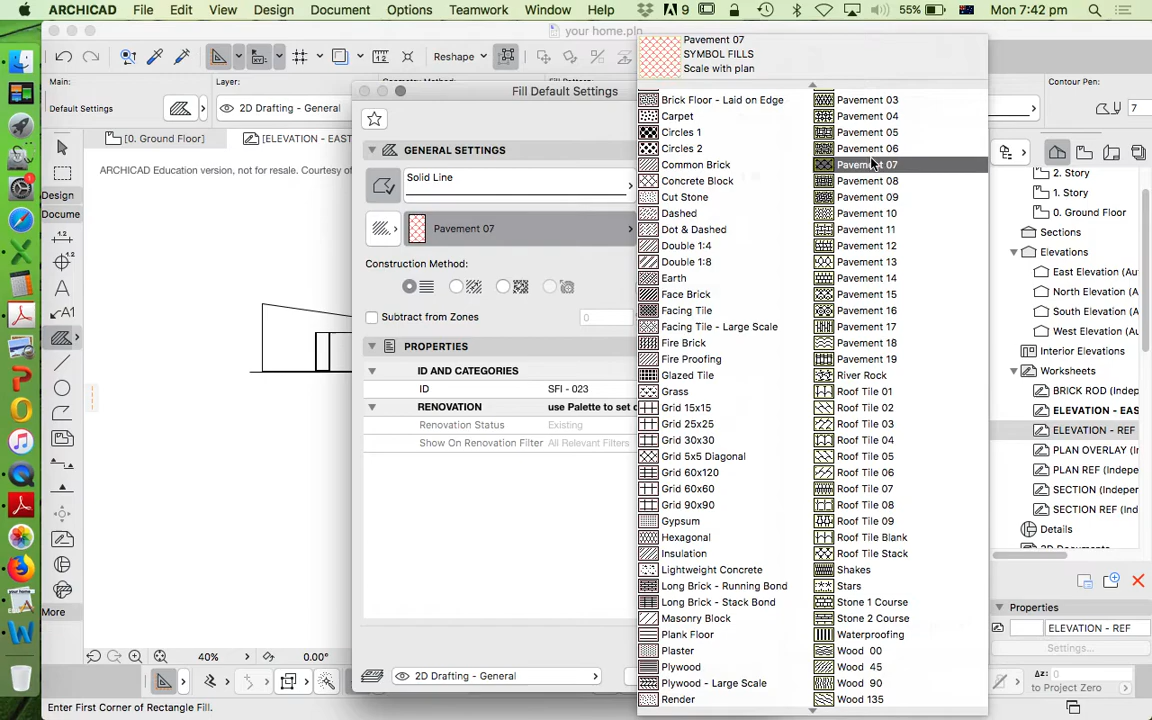 ARCHICAD File Edit View Design Document Options Teamwork Window Help 9 55% Mon 7:42 pm
your home.pln
Reshape
Main:
Layer:
Default Settings
2D Drafting - General
Contour Pen:
7
[0. Ground Floor]
[ELEVATION - EAST
ARCHICAD Education version, not for resale. Courtesy of
Design
Docume
1.2
A1
More
Fill Default Settings
GENERAL SETTINGS
Solid Line
Pavement 07
Construction Method:
Subtract from Zones
0
PROPERTIES
ID AND CATEGORIES
ID SFI - 023
RENOVATION use Palette to set
Renovation Status Existing
Show On Renovation Filter All Relevant Filters
2D Drafting - General
Pavement 07
SYMBOL FILLS
Scale with plan
Brick Floor - Laid on Edge
Carpet
Circles 1
Circles 2
Common Brick
Concrete Block
Cut Stone
Dashed
Dot & Dashed
Double 1:4
Double 1:8
Earth
Face Brick
Facing Tile
Facing Tile - Large Scale
Fire Brick
Fire Proofing
Glazed Tile
Grass
Grid 15x15
Grid 25x25
Grid 30x30
Grid 5x5 Diagonal
Grid 60x120
Grid 60x60
Grid 90x90
Gypsum
Hexagonal
Insulation
Lightweight Concrete
Long Brick - Running Bond
Long Brick - Stack Bond
Masonry Block
Plank Floor
Plaster
Plywood
Plywood - Large Scale
Render
Pavement 03
Pavement 04
Pavement 05
Pavement 06
Pavement 07
Pavement 08
Pavement 09
Pavement 10
Pavement 11
Pavement 12
Pavement 13
Pavement 14
Pavement 15
Pavement 16
Pavement 17
Pavement 18
Pavement 19
River Rock
Roof Tile 01
Roof Tile 02
Roof Tile 03
Roof Tile 04
Roof Tile 05
Roof Tile 06
Roof Tile 07
Roof Tile 08
Roof Tile 09
Roof Tile Blank
Roof Tile Stack
Shakes
Stars
Stone 1 Course
Stone 2 Course
Waterproofing
Wood 00
Wood 45
Wood 90
Wood 135
2. Story
1. Story
0. Ground Floor
Sections
Elevations
East Elevation (Au
North Elevation (A
South Elevation (A
West Elevation (Au
Interior Elevations
Worksheets
BRICK ROD (Indepe
ELEVATION - EAS
ELEVATION - REF
PLAN OVERLAY (In
PLAN REF (Indepen
SECTION (Indepen
SECTION REF (Ind
Details
Properties
ELEVATION - REF
Settings...
40% 0.00°
Δz: 0
to Project Zero
Enter First Corner of Rectangle Fill.